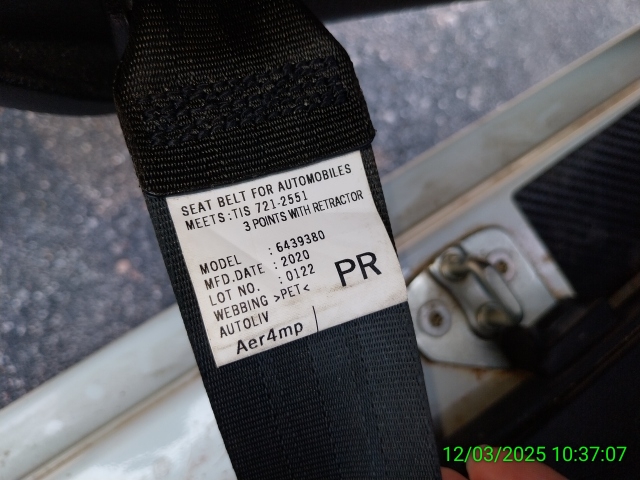 SEAT BELT FOR AUTOMOBILES
MEETS : TIS 721-2551
3 POINTS WITH RETRACTOR
MODEL : 6439380
MFD.DATE : 2020
LOT NO. : 0122
WEBBING >PET<
AUTOLIV
PR
Aer4mp
12/03/2025 10:37:07